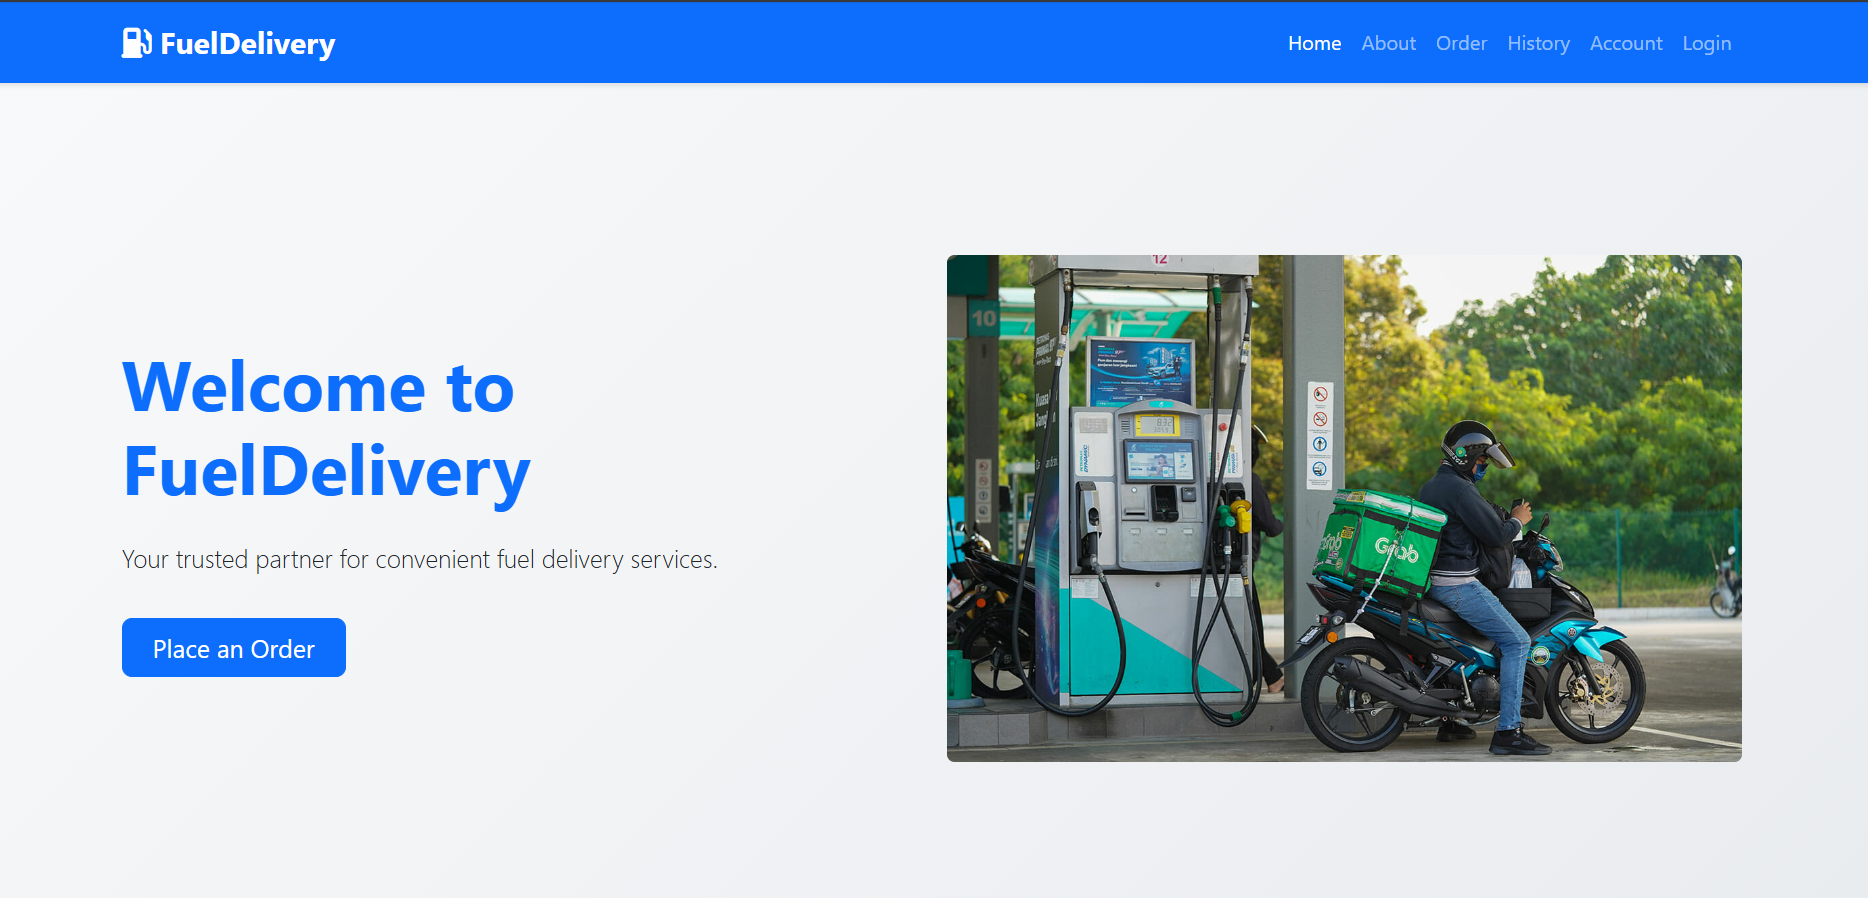 FuelDelivery
Home About Order History Account Login
Welcome to
FuelDelivery
Your trusted partner for convenient fuel delivery services.
Place an Order
12
10
Grab